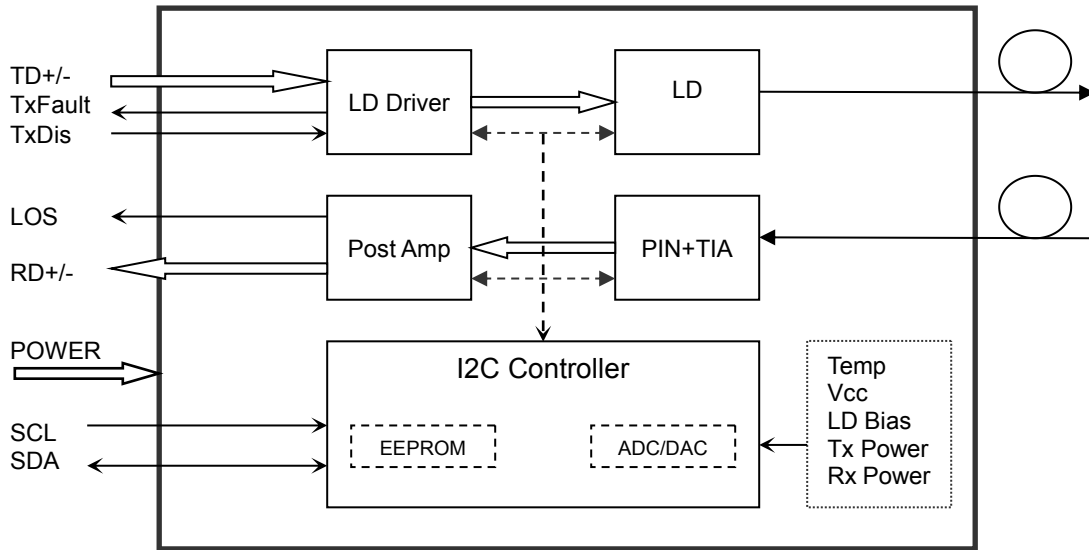 TD+/-
TxFault
TxDis
LD Driver
LD
LOS
RD+/-
Post Amp
PIN+TIA
POWER
SCL
SDA
I2C Controller
EEPROM
ADC/DAC
Temp
Vcc
LD Bias
Tx Power
Rx Power